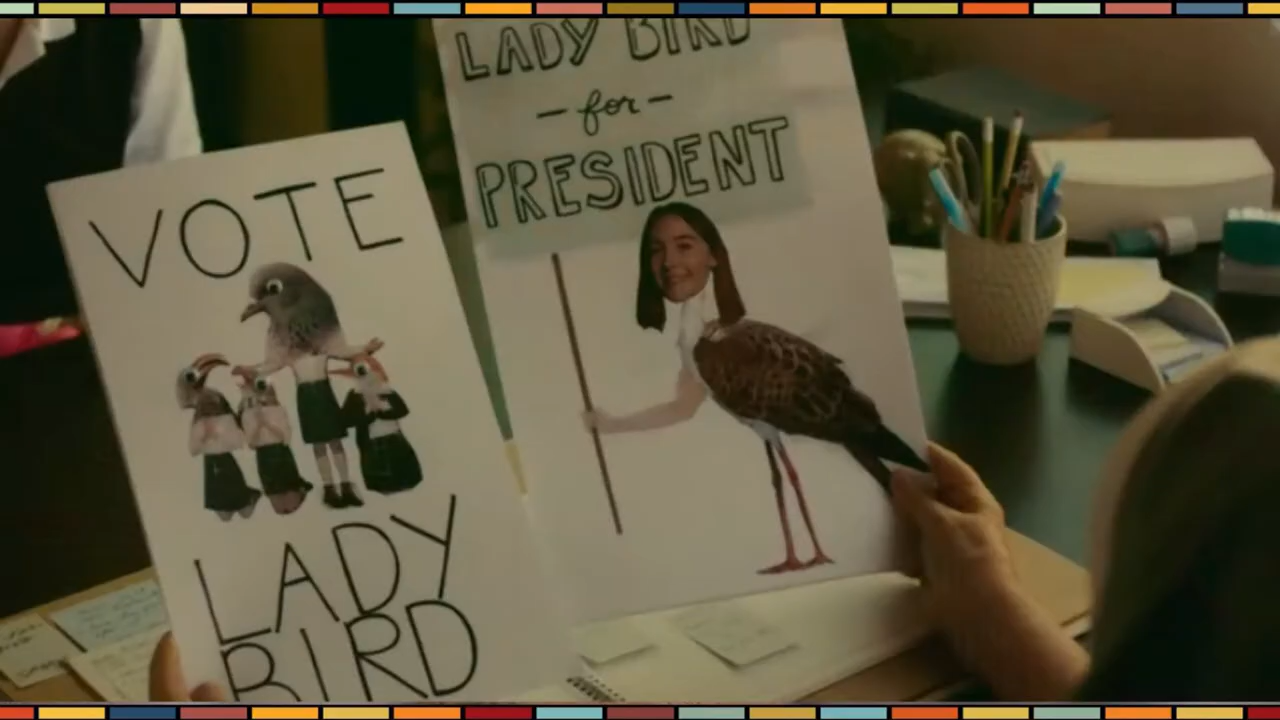 VOTE
LADY
BIRD
LADY BIRD
- for -
PRESIDENT